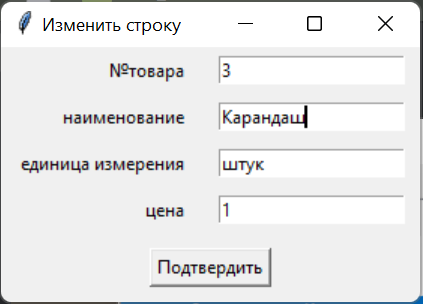 Изменить строку
№товара 3
наименование Карандаш
единица измерения штук
цена 1
Подтвердить